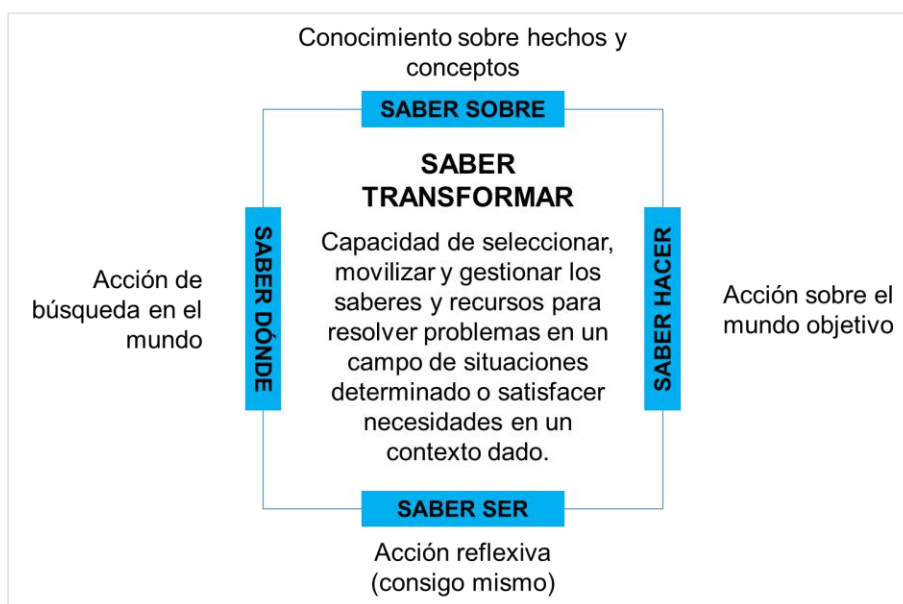 Conocimiento sobre hechos y
conceptos
SABER SOBRE
SABER
TRANSFORMAR
Capacidad de seleccionar,
movilizar y gestionar los
saberes y recursos para
resolver problemas en un
campo de situaciones
determinado o satisfacer
necesidades en un
contexto dado.
SABER DÓNDE
Acción de
búsqueda en el
mundo
SABER HACER
Acción sobre el
mundo objetivo
SABER SER
Acción reflexiva
(consigo mismo)